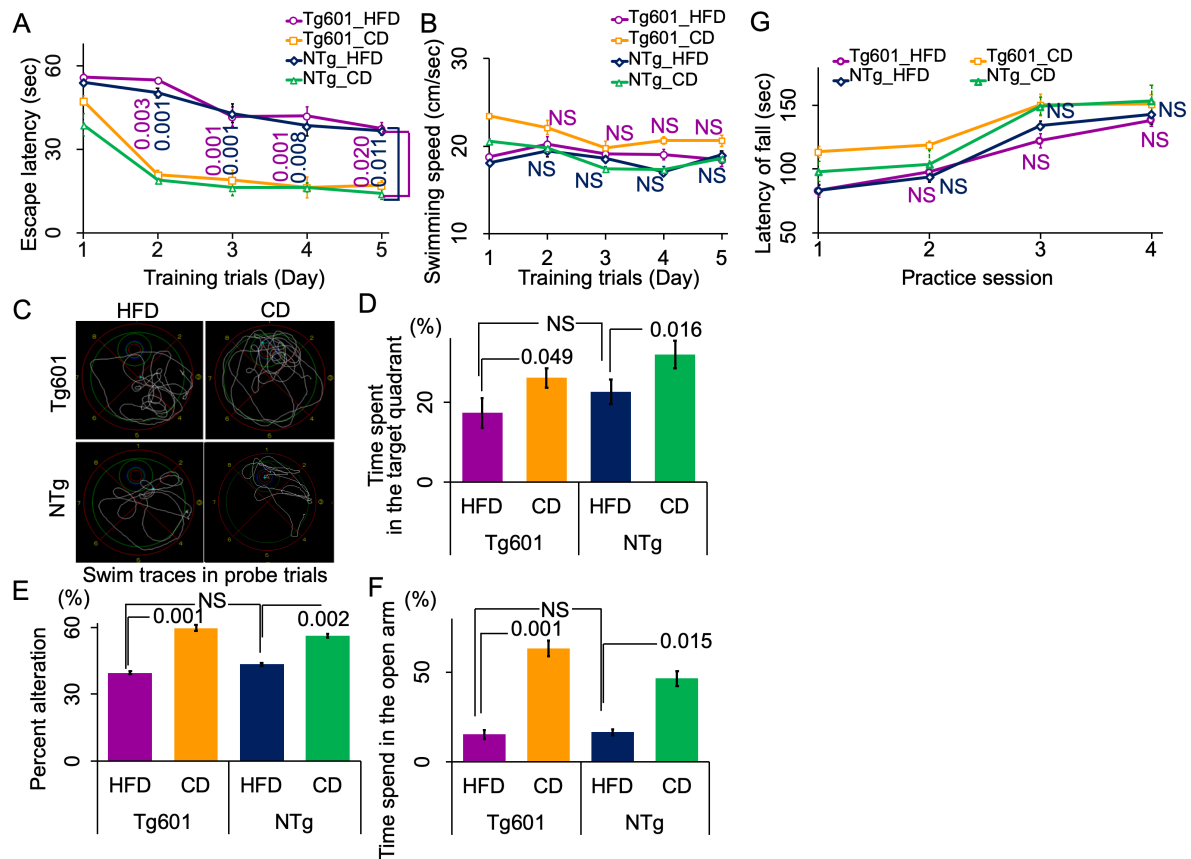 A
Tg601_HFD
Tg601_CD
NTg_HFD
NTg_CD
Escape latency (sec)
60
30
0
0.003
0.001
0.001
0.001
0.001
0.008
0.020
0.011
1 2 3 4 5
Training trials (Day)
B
Tg601_HFD
Tg601_CD
NTg_HFD
NTg_CD
Swimming speed (cm/sec)
30
20
10
NS NS NS NS
NS NS NS NS
1 2 3 4 5
Training trials (Day)
G
Tg601_HFD Tg601_CD
NTg_HFD NTg_CD
Latency of fall (sec)
150
100
50
NS NS NS
NS NS NS
1 2 3 4
Practice session
C
HFD CD
Tg601
NTg
Swim traces in probe trials
D
(%)
Time spent
in the target quadrant
20
0
NS
0.049
0.016
HFD CD HFD CD
Tg601 NTg
E
(%)
Percent alteration
60
30
0
NS
0.001
0.002
HFD CD HFD CD
Tg601 NTg
F
(%)
Time spend in the open arm
50
0
NS
0.001
0.015
HFD CD HFD CD
Tg601 NTg